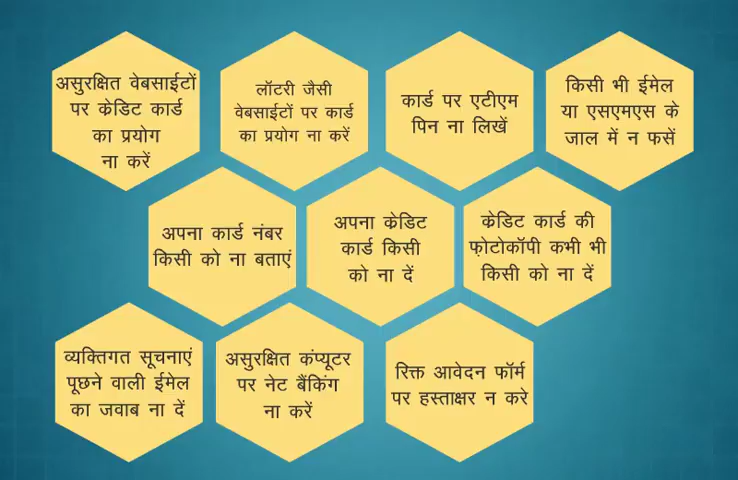 असुरक्षित वेबसाईटों
पर क्रेडिट कार्ड
का प्रयोग
ना करें
लॉटरी जैसी
वेबसाईटों पर कार्ड
का प्रयोग ना करें
कार्ड पर एटीएम
पिन ना लिखें
किसी भी ईमेल
या एसएमएस के
जाल में न फसें
अपना कार्ड नंबर
किसी को ना बताएं
अपना क्रेडिट
कार्ड किसी
को ना दें
क्रेडिट कार्ड की
फ़ोटोकॉपी कभी भी
किसी को ना दें
व्यक्तिगत सूचनाएं
पूछने वाली ईमेल
का जवाब ना दें
असुरक्षित कंप्यूटर
पर नेट बैंकिंग
ना करें
रिक्त आवेदन फॉर्म
पर हस्ताक्षर न करे